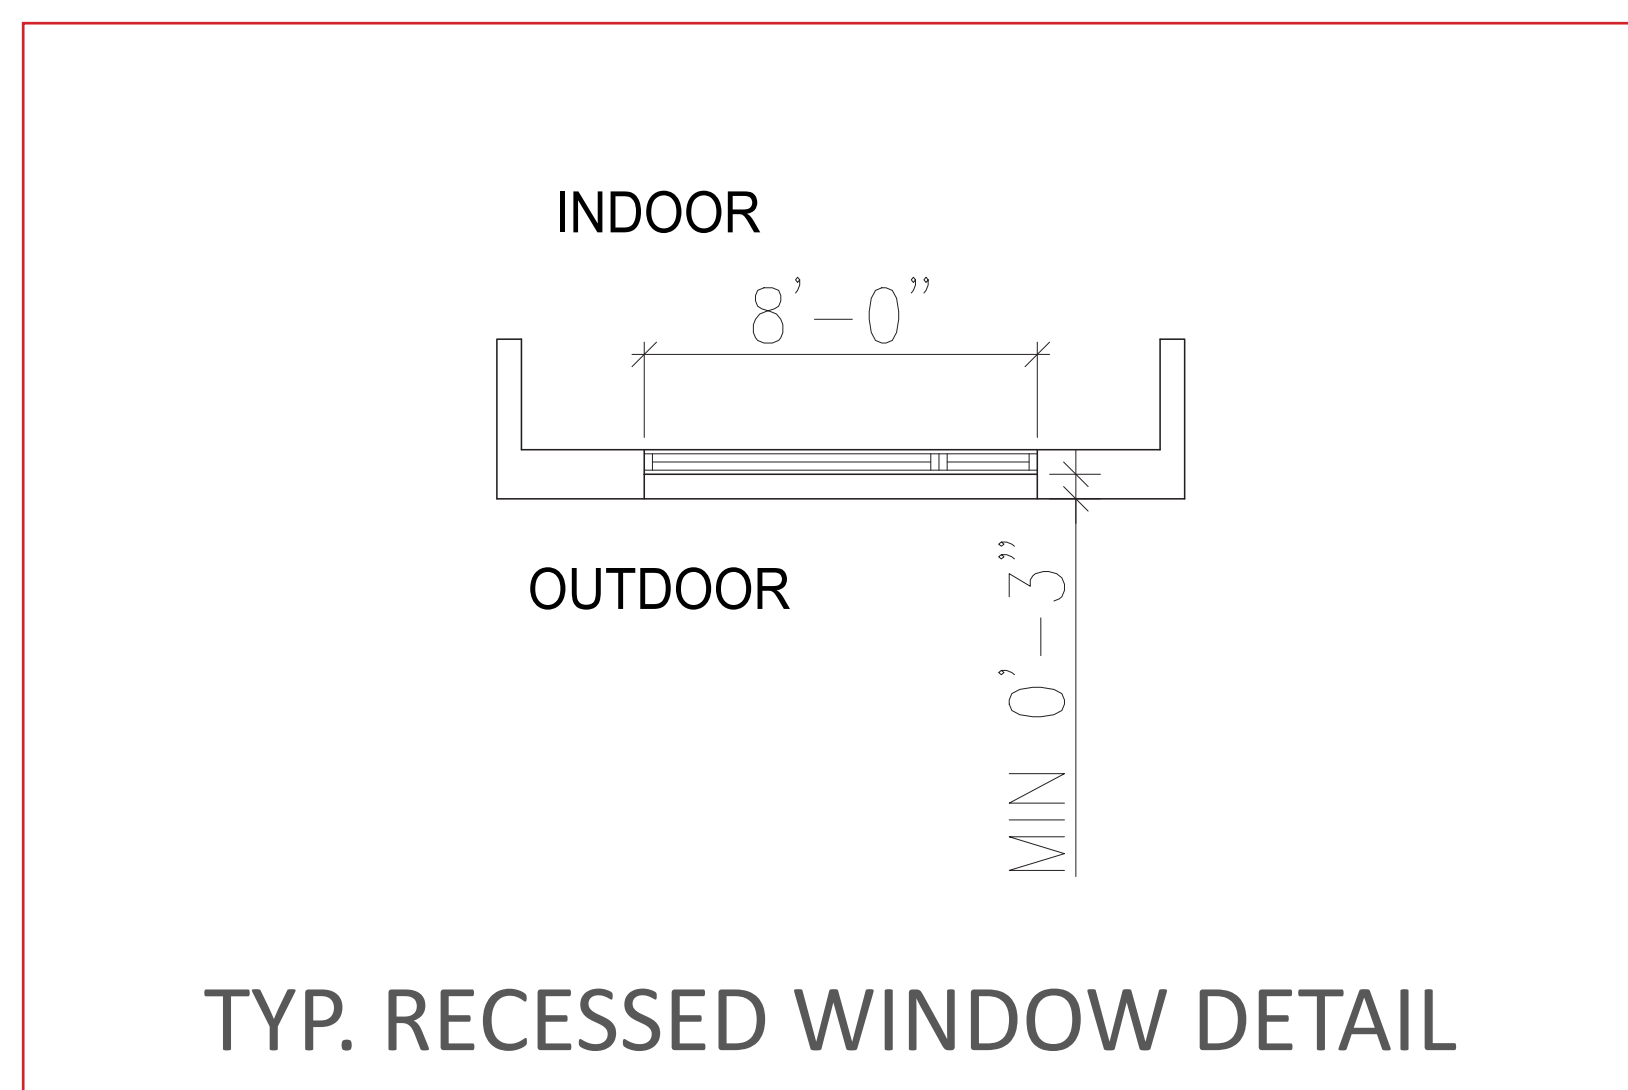 INDOOR
8'-0"
OUTDOOR
MIN 0'-3"
TYP. RECESSED WINDOW DETAIL